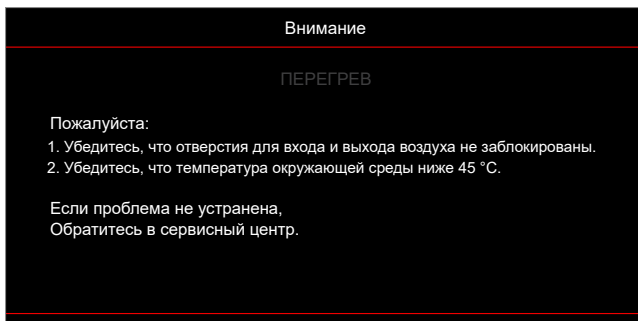 Внимание
ПЕРЕГРЕВ
Пожалуйста:
1. Убедитесь, что отверстия для входа и выхода воздуха не заблокированы.
2. Убедитесь, что температура окружающей среды ниже 45 °C.
Если проблема не устранена,
Обратитесь в сервисный центр.